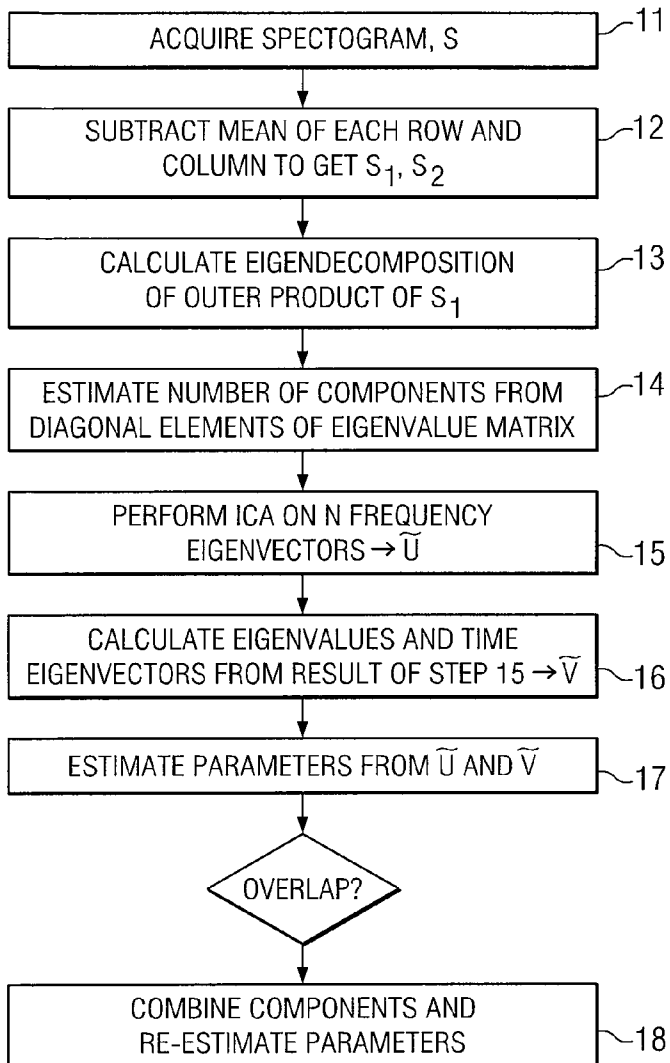 ACQUIRE SPECTOGRAM, S
11
SUBTRACT MEAN OF EACH ROW AND
COLUMN TO GET S1, S2
12
CALCULATE EIGENDECOMPOSITION
OF OUTER PRODUCT OF S1
13
ESTIMATE NUMBER OF COMPONENTS FROM
DIAGONAL ELEMENTS OF EIGENVALUE MATRIX
14
PERFORM ICA ON N FREQUENCY
EIGENVECTORS → Ũ
15
CALCULATE EIGENVALUES AND TIME
EIGENVECTORS FROM RESULT OF STEP 15 → Ṽ
16
ESTIMATE PARAMETERS FROM Ũ AND Ṽ
17
OVERLAP?
COMBINE COMPONENTS AND
RE-ESTIMATE PARAMETERS
18